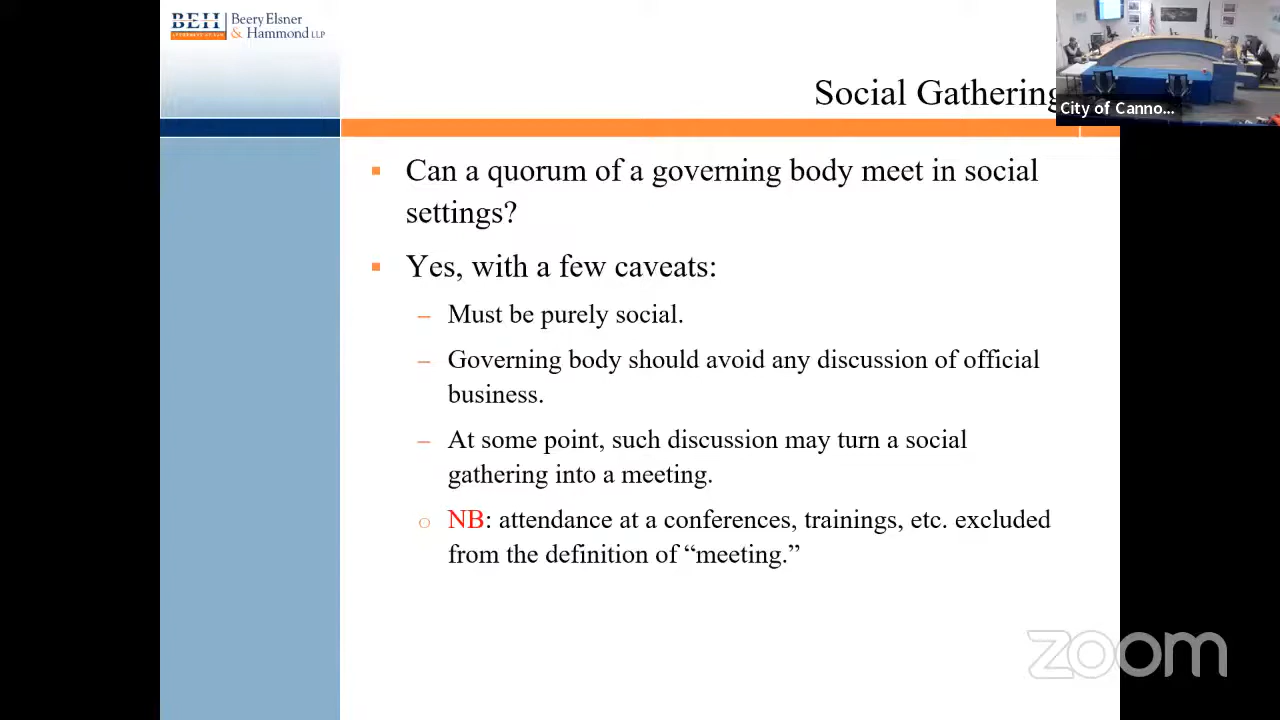 BEH
ATTORNEYS AT LAW
Beery Elsner
& Hammond LLP
Social Gathering
City of Canno...
Can a quorum of a governing body meet in social
settings?
Yes, with a few caveats:
– Must be purely social.
– Governing body should avoid any discussion of official
business.
– At some point, such discussion may turn a social
gathering into a meeting.
NB: attendance at a conferences, trainings, etc. excluded
from the definition of “meeting.”
zoom